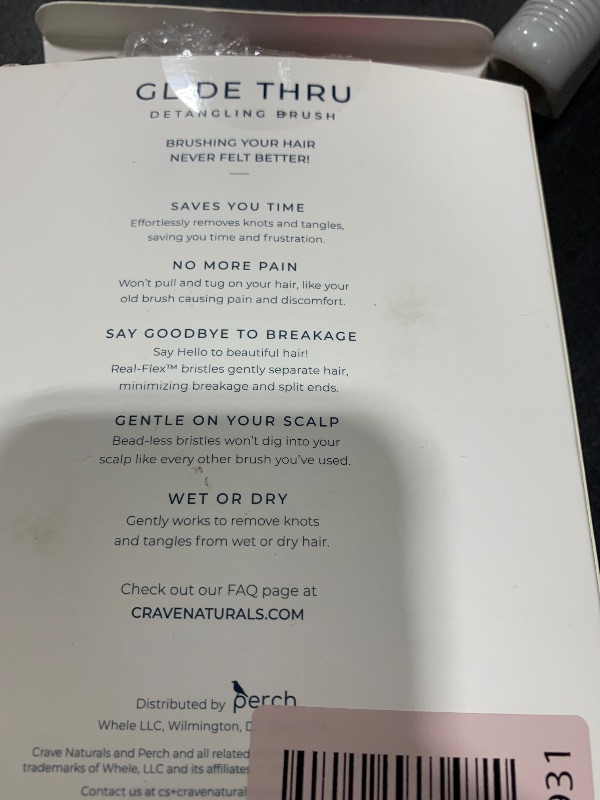 GLIDE THRU
DETANGLING BRUSH
BRUSHING YOUR HAIR
NEVER FELT BETTER!
SAVES YOU TIME
Effortlessly removes knots and tangles,
saving you time and frustration.
NO MORE PAIN
Won't pull and tug on your hair, like your
old brush causing pain and discomfort.
SAY GOODBYE TO BREAKAGE
Say Hello to beautiful hair!
Real-Flex™ bristles gently separate hair,
minimizing breakage and split ends.
GENTLE ON YOUR SCALP
Bead-less bristles won't dig into your
scalp like every other brush you've used.
WET OR DRY
Gently works to remove knots
and tangles from wet or dry hair.
Check out our FAQ page at
CRAVENATURALS.COM
Distributed by perch
Whele LLC, Wilmington,
Crave Naturals and Perch and all related
trademarks of Whele, LLC and its affiliates
Contact us at cs+cravenatural
931